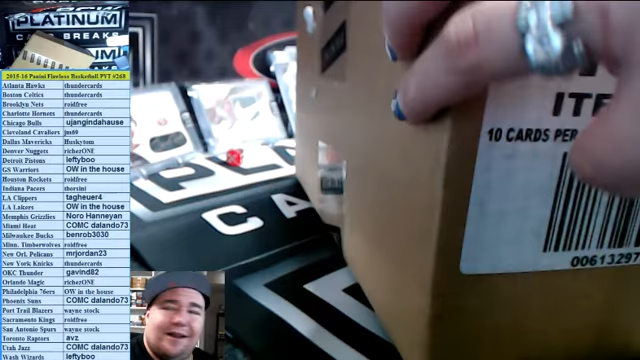 PLATINUM
CARD BREAKS
2015-16 Panini Flawless Basketball PYT #268
Atlanta Hawks thundercards
Boston Celtics thundercards
Brooklyn Nets roidfree
Charlotte Hornets thundercards
Chicago Bulls ujangindahause
Cleveland Cavaliers jus69
Dallas Mavericks Huskytom
Denver Nuggets richezONE
Detroit Pistons leftyboo
GS Warriors OW in the house
Houston Rockets roidfree
Indiana Pacers thorsini
LA Clippers tagheuer4
LA Lakers OW in the house
Memphis Grizzlies Noro Hanneyan
Miami Heat COMC dalando73
Milwaukee Bucks benrob3030
Minn. Timberwolves roidfree
New Orl. Pelicans mrjordan23
New York Knicks thundercards
OKC Thunder gavind82
Orlando Magic richezONE
Philadelphia 76ers OW in the house
Phoenix Suns COMC dalando73
Port Trail Blazers wayne stock
Sacramento Kings roidfree
San Antonio Spurs wayne stock
Toronto Raptors avz
Utah Jazz COMC dalando73
Wash Wizards leftyboo
PL
CA
10 CARDS PER
0061329